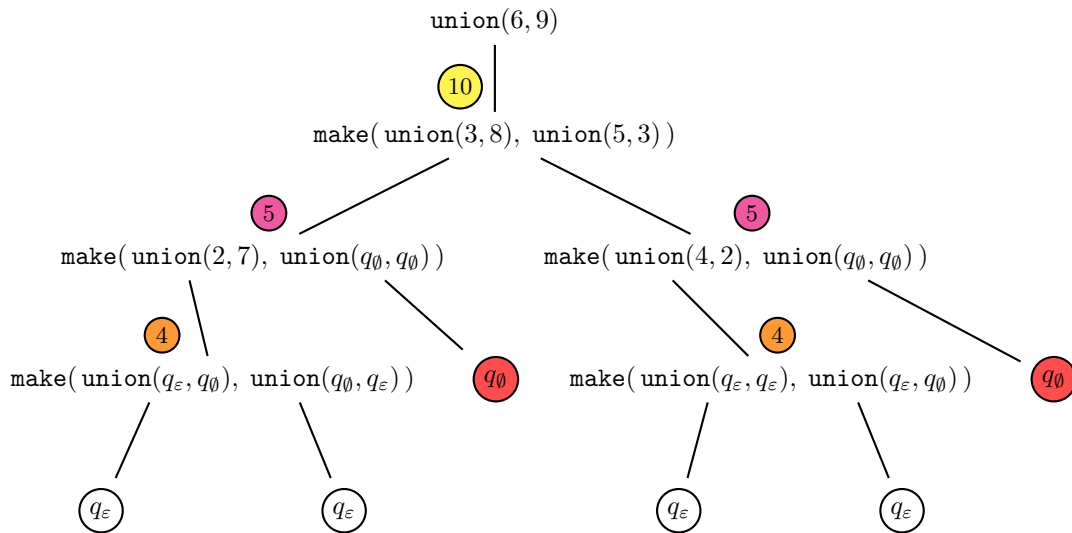 union(6, 9)
10
make( union(3, 8), union(5, 3) )
5 5
make( union(2, 7), union(q∅, q∅) ) make( union(4, 2), union(q∅, q∅) )
4 4
make( union(qε, q∅), union(q∅, qε) ) q∅ make( union(qε, qε), union(qε, q∅) ) q∅
qε qε qε qε